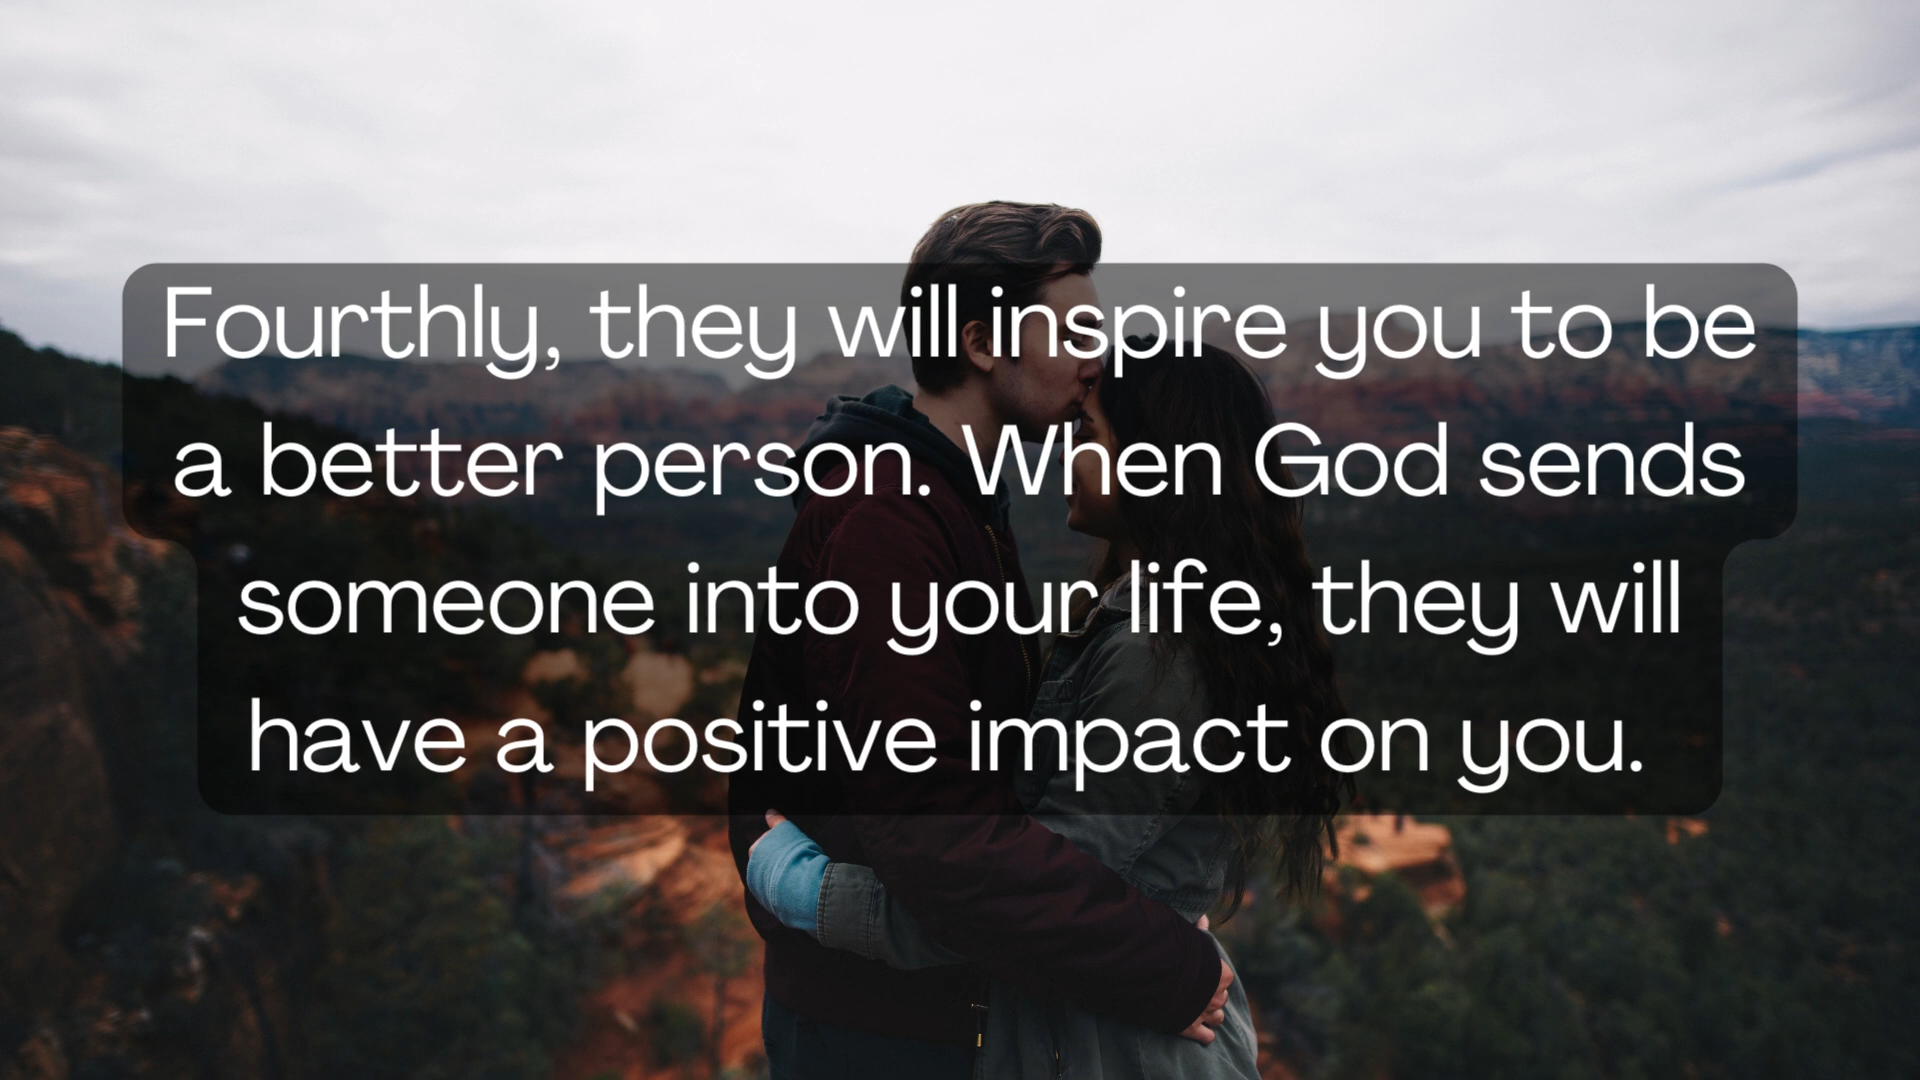 Fourthly, they will inspire you to be
a better person. When God sends
someone into your life, they will
have a positive impact on you.